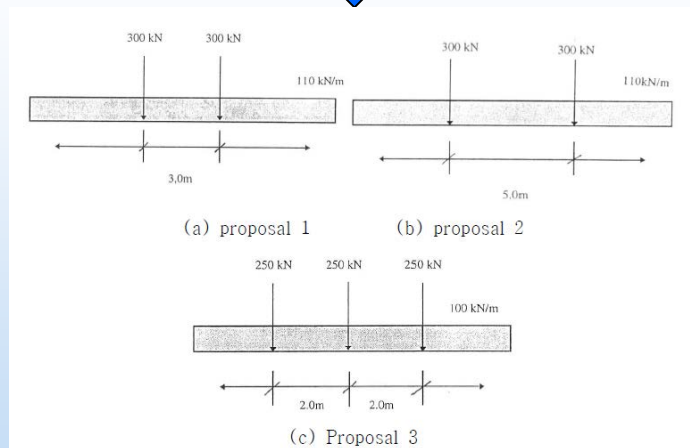 300 kN 300 kN
110 kN/m
3,0m
(a) proposal 1
300 kN 300 kN
110kN/m
5.0m
(b) proposal 2
250 kN 250 kN 250 kN
100 kN/m
2.0m 2.0m
(c) Proposal 3